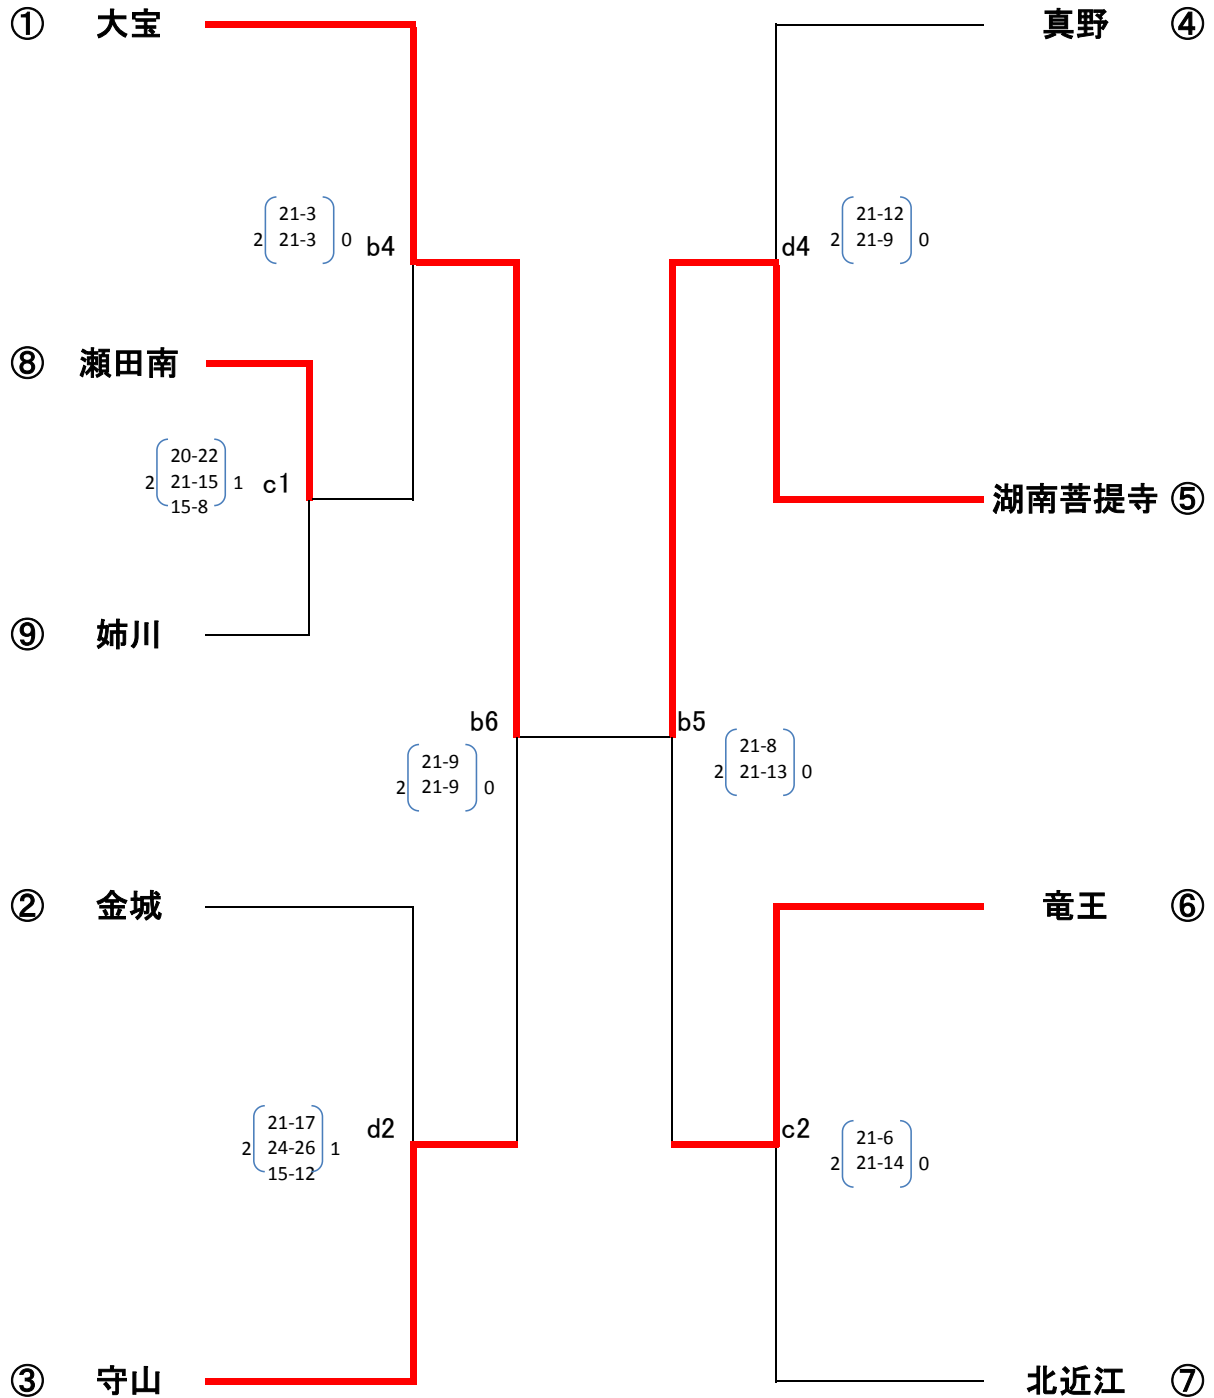 ① 大宝
真野 ④
21-3
2 21-3 0 b4
21-12
d4 2 21-9 0
⑧ 瀬田南
20-22
2 21-15 1 c1
15-8
湖南菩提寺 ⑤
⑨ 姉川
b6
21-9
2 21-9 0
b5
21-8
2 21-13 0
② 金城
竜王 ⑥
21-17
2 24-26 1 d2
15-12
c2
21-6
2 21-14 0
③ 守山
北近江 ⑦